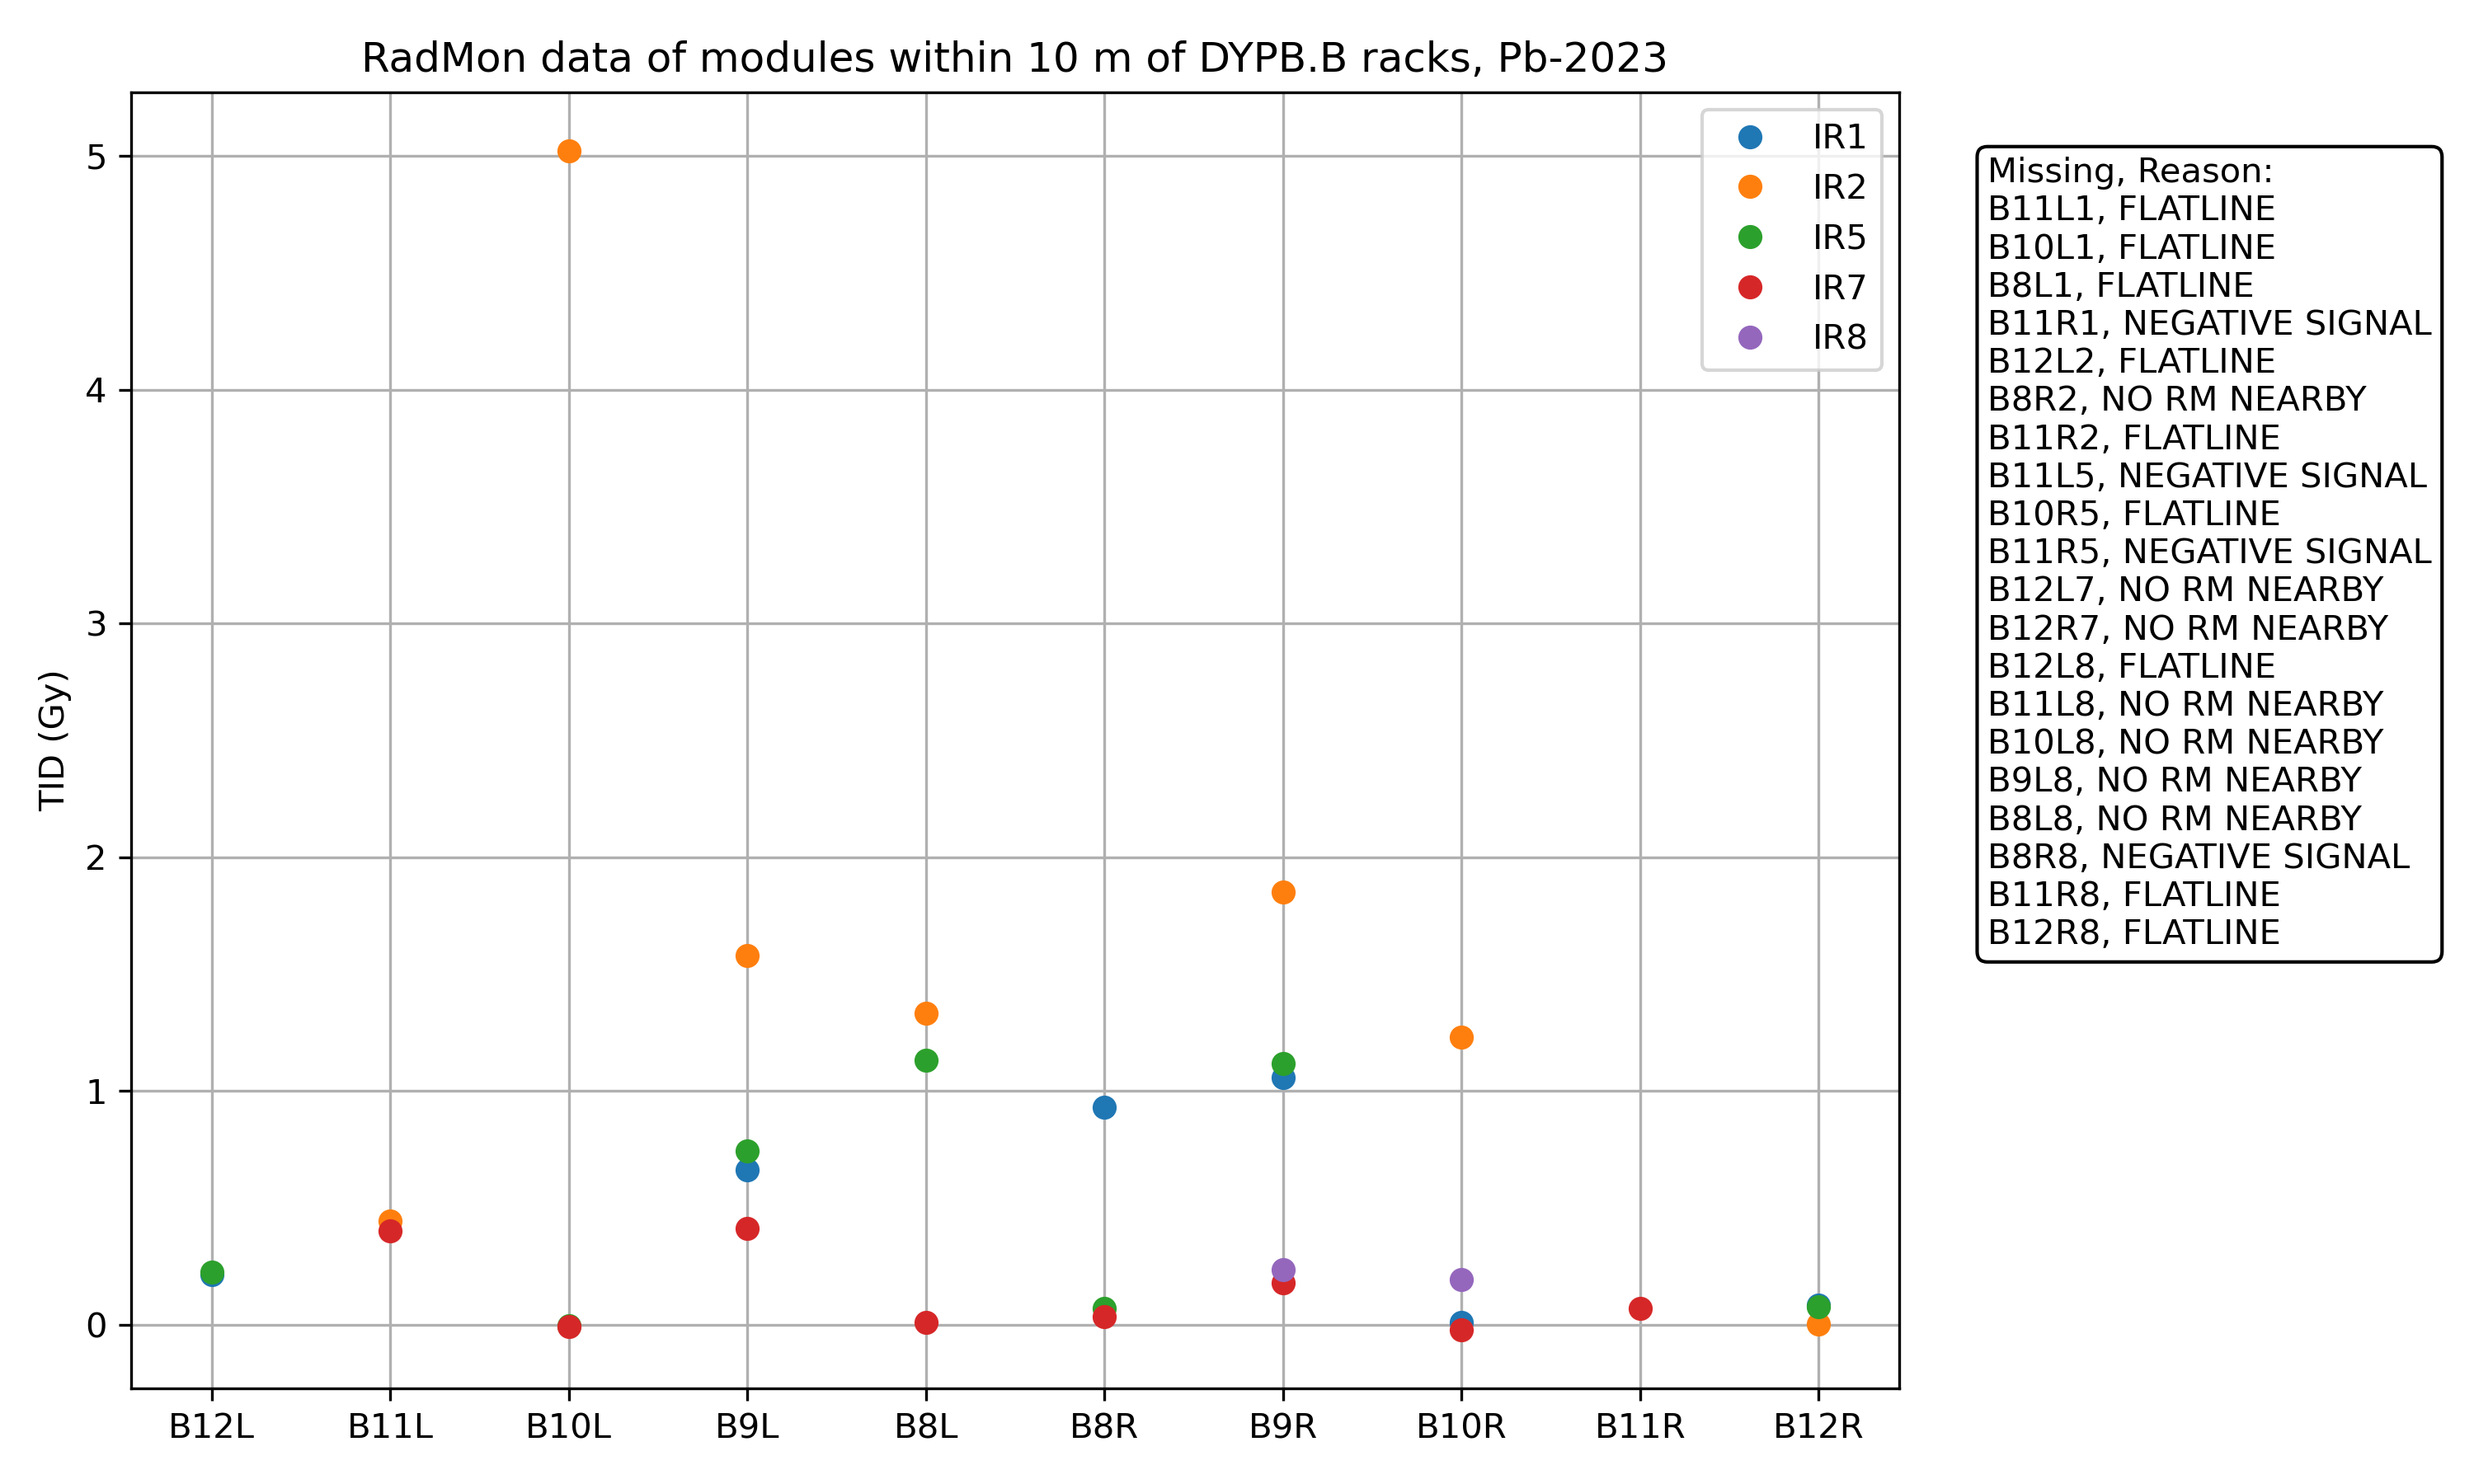 RadMon data of modules within 10 m of DYPB.B racks, Pb-2023
TID (Gy)
5
4
3
2
1
0
B12L B11L B10L B9L B8L B8R B9R B10R B11R B12R
IR1
IR2
IR5
IR7
IR8
Missing, Reason:
B11L1, FLATLINE
B10L1, FLATLINE
B8L1, FLATLINE
B11R1, NEGATIVE SIGNAL
B12L2, FLATLINE
B8R2, NO RM NEARBY
B11R2, FLATLINE
B11L5, NEGATIVE SIGNAL
B10R5, FLATLINE
B11R5, NEGATIVE SIGNAL
B12L7, NO RM NEARBY
B12R7, NO RM NEARBY
B12L8, FLATLINE
B11L8, NO RM NEARBY
B10L8, NO RM NEARBY
B9L8, NO RM NEARBY
B8L8, NO RM NEARBY
B8R8, NEGATIVE SIGNAL
B11R8, FLATLINE
B12R8, FLATLINE